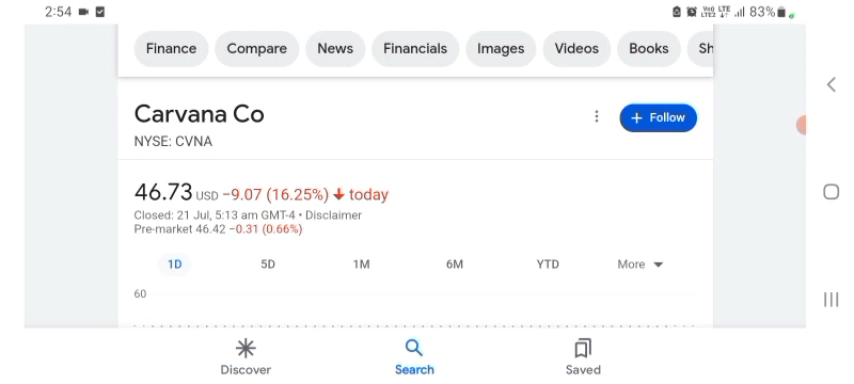 2:54 83%
Finance Compare News Financials Images Videos Books Sh
Carvana Co
+ Follow
NYSE: CVNA
46.73 USD −9.07 (16.25%) ↓ today
Closed: 21 Jul, 5:13 am GMT-4 • Disclaimer
Pre-market 46.42 −0.31 (0.66%)
1D 5D 1M 6M YTD More
60
Discover Search Saved